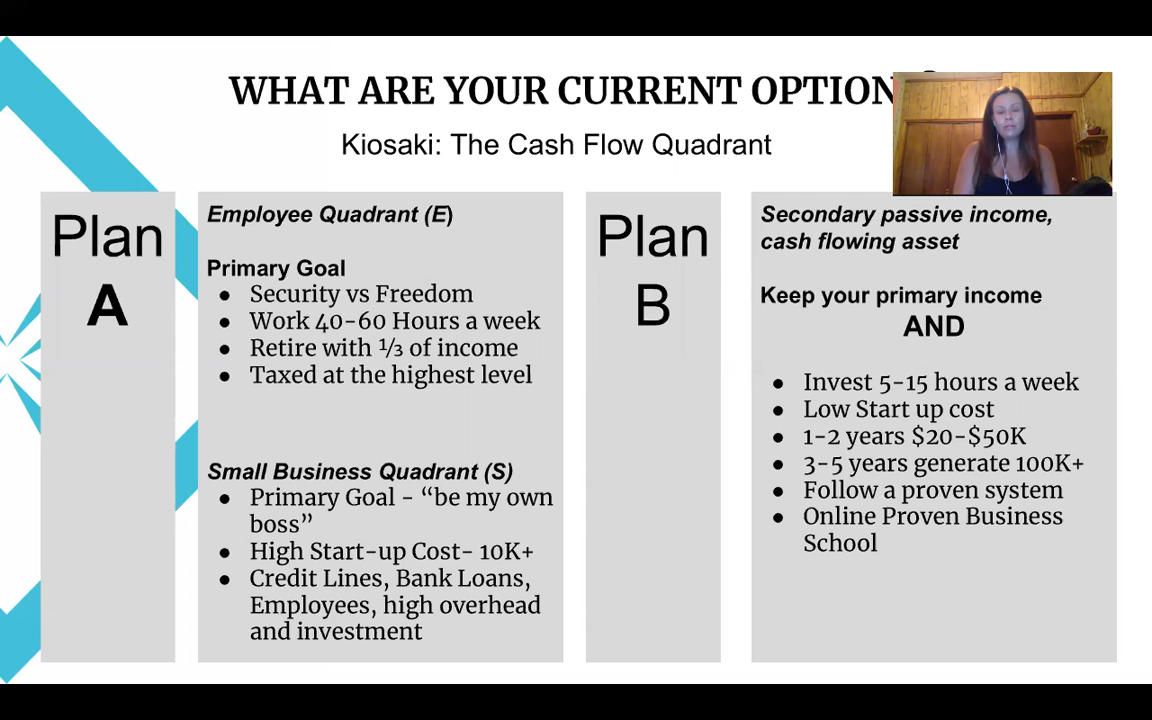 WHAT ARE YOUR CURRENT OPTION
Kiosaki: The Cash Flow Quadrant
Plan
A
Employee Quadrant (E)
Primary Goal
● Security vs Freedom
● Work 40-60 Hours a week
● Retire with ⅓ of income
● Taxed at the highest level
Small Business Quadrant (S)
● Primary Goal - “be my own
boss”
● High Start-up Cost- 10K+
● Credit Lines, Bank Loans,
Employees, high overhead
and investment
Plan
B
Secondary passive income,
cash flowing asset
Keep your primary income
AND
● Invest 5-15 hours a week
● Low Start up cost
● 1-2 years $20-$50K
● 3-5 years generate 100K+
● Follow a proven system
● Online Proven Business
School